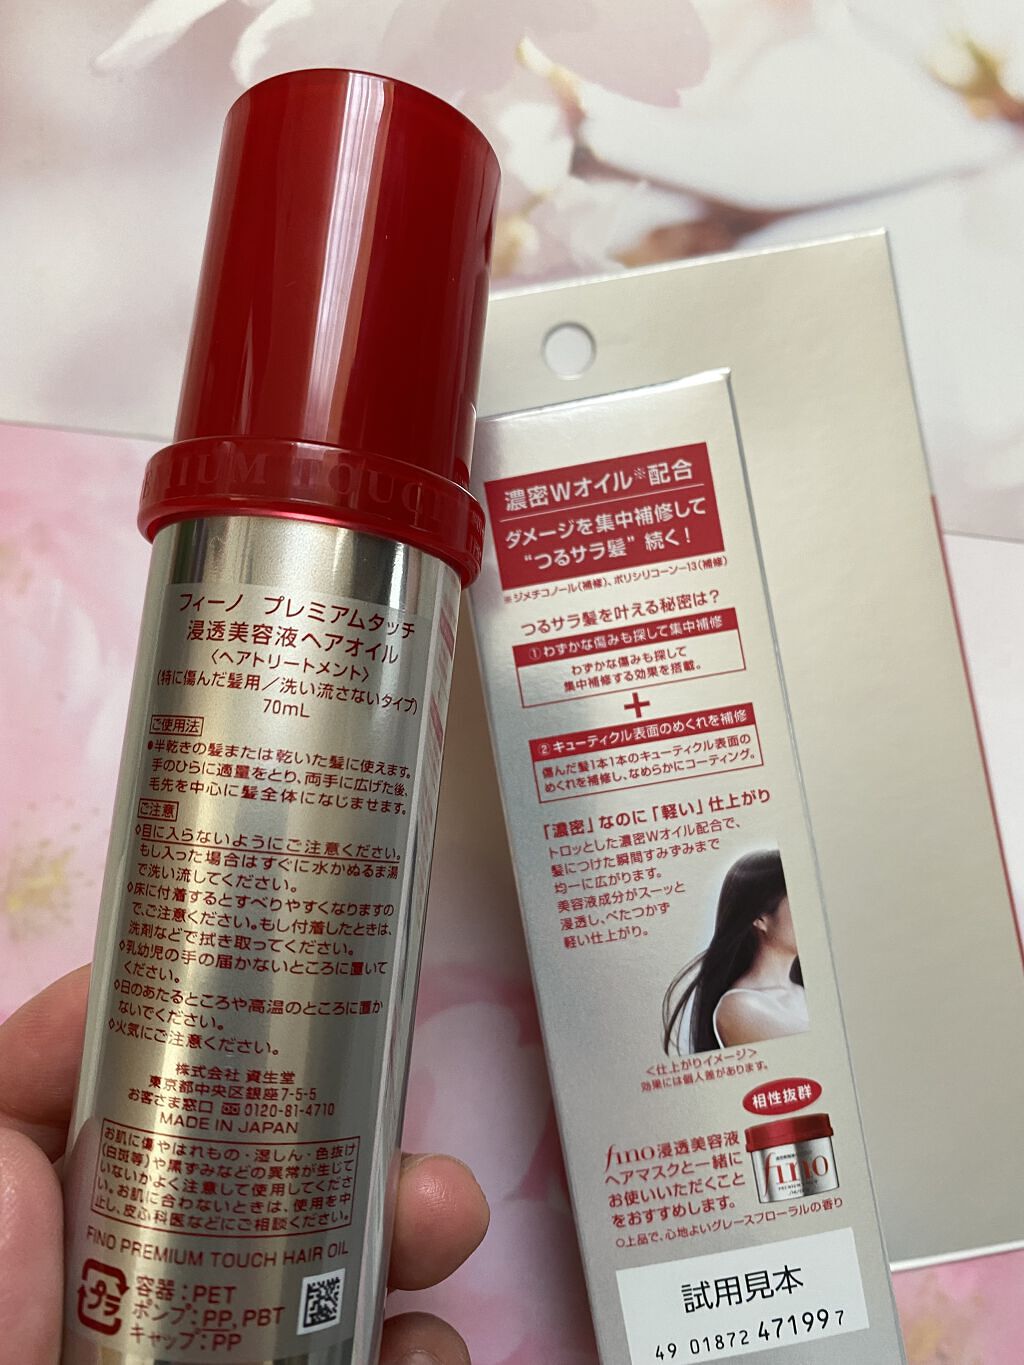 PREMIUM TOUCH
フィーノ プレミアムタッチ
浸透美容液ヘアオイル
〈ヘアトリートメント〉
(特に傷んだ髪用/洗い流さないタイプ)
70mL
ご使用法
●半乾きの髪または乾いた髪に使えます。
手のひらに適量をとり、両手に広げた後、
毛先を中心に髪全体になじませます。
ご注意
◇目に入らないようにご注意ください。
もし入った場合はすぐに水かぬるま湯
で洗い流してください。
◇床に付着するとすべりやすくなりますの
で、ご注意ください。もし付着したときは、
洗剤などで拭き取ってください。
◇乳幼児の手の届かないところに置いて
ください。
◇日のあたるところや高温のところに置か
ないでください。
◇火気にご注意ください。
株式会社 資生堂
東京都中央区銀座7-5-5
お客さま窓口 0120-81-4710
MADE IN JAPAN
お肌に傷やはれもの・湿しん・色抜け
(白斑等)や黒ずみなどの異常が生じて
いないかよく注意して使用してくださ
い。お肌に合わないときは、使用を中
止し、皮ふ科医などにご相談ください。
FINO PREMIUM TOUCH HAIR OIL
プラ
容器:PET
ポンプ:PP,PBT
キャップ:PP
濃密Wオイル※配合
ダメージを集中補修して
"つるサラ髪" 続く!
※ジメチコノール(補修)、ポリシリコーン-13(補修)
つるサラ髪を叶える秘密は?
①わずかな傷みも探して集中補修
わずかな傷みも探して
集中補修する効果を搭載。
+
②キューティクル表面のめくれを補修
傷んだ髪1本1本のキューティクル表面の
めくれを補修し、なめらかにコーティング。
「濃密」なのに「軽い」仕上がり
トロッとした濃密Wオイル配合で、
髪につけた瞬間すみずみまで
均一に広がります。
美容液成分がスーッと
浸透し、べたつかず
軽い仕上がり。
<仕上がりイメージ>
効果には個人差があります。
相性抜群
fino浸透美容液
ヘアマスクと一緒に
お使いいただくこと
をおすすめします。
fino
○上品で、心地よいグレースフローラルの香り
試用見本
49 01872 471997